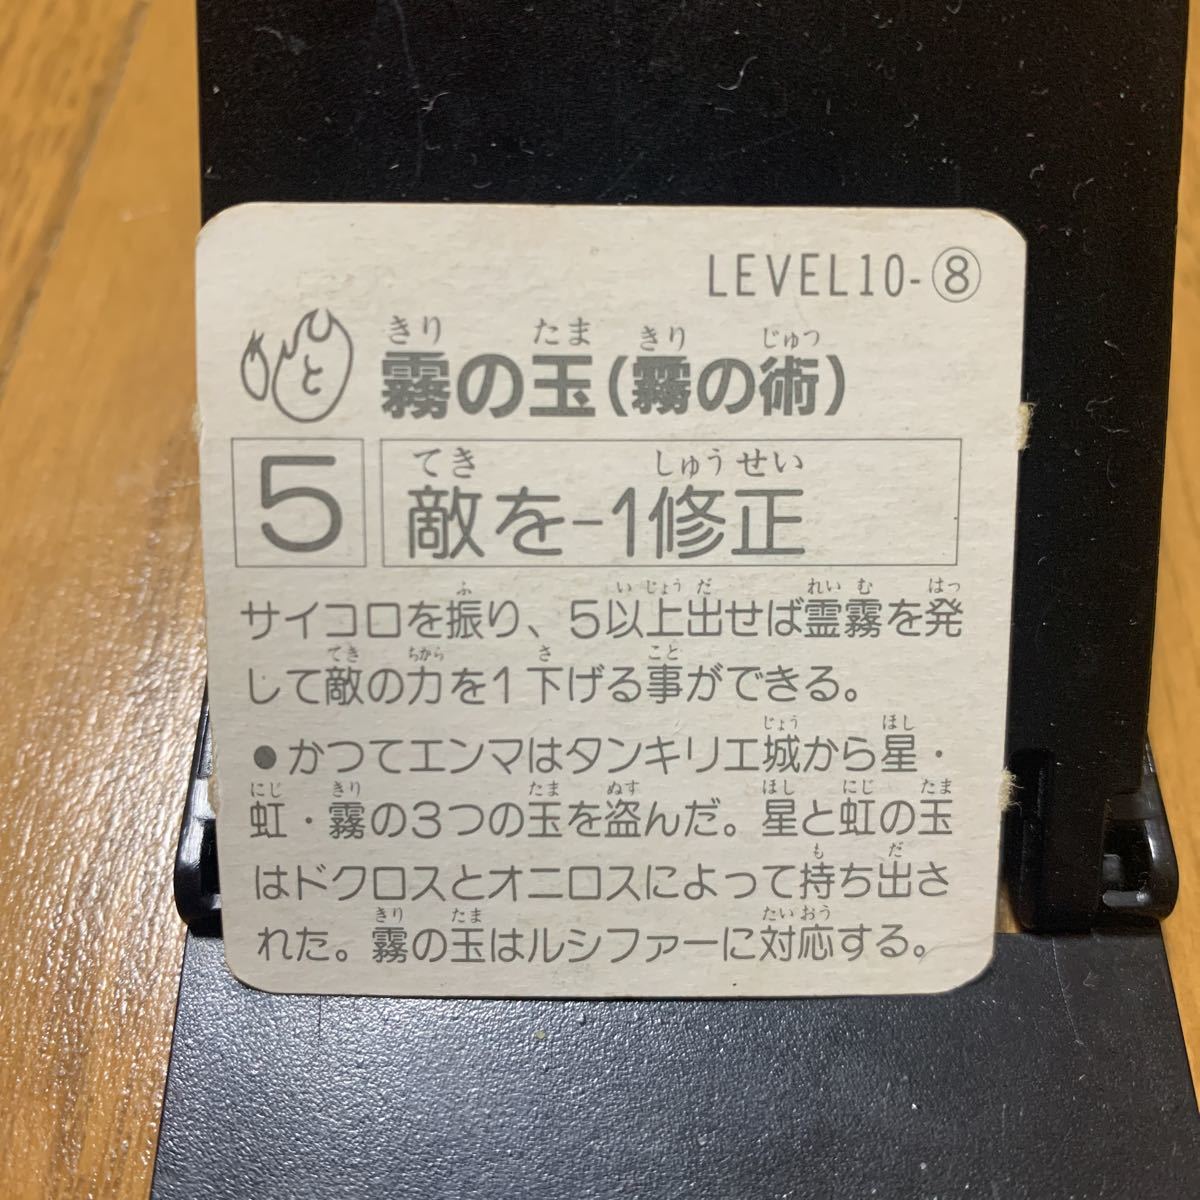 LEVEL10-⑧
と
霧の玉(霧の術)
5
敵を-1修正
サイコロを振り、5以上出せば霊霧を発
して敵の力を1下げる事ができる。
●かつてエンマはタンキリエ城から星・
虹・霧の3つの玉を盗んだ。星と虹の玉
はドクロスとオニロスによって持ち出さ
れた。霧の玉はルシファーに対応する。